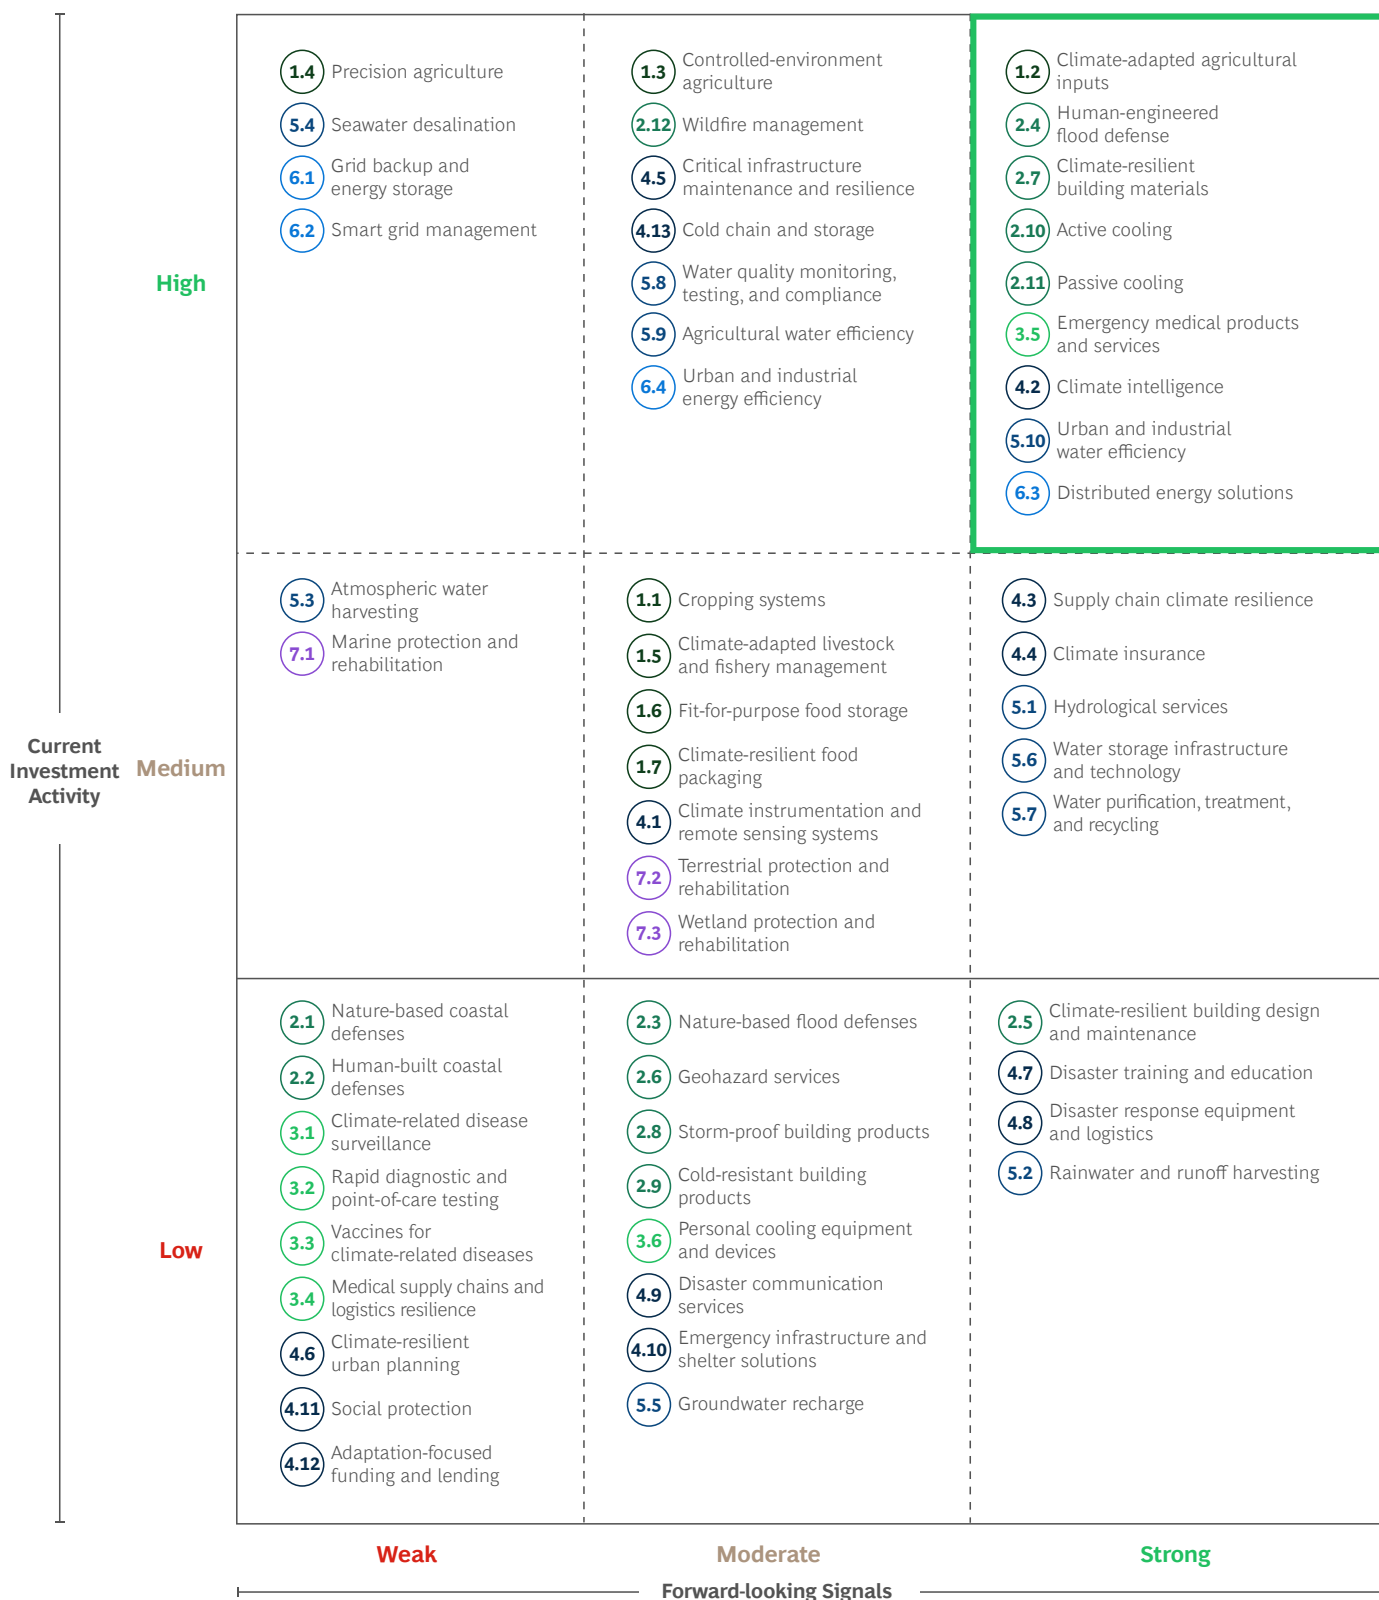 Current
Investment
Activity
High
1.4 Precision agriculture
5.4 Seawater desalination
6.1 Grid backup and
energy storage
6.2 Smart grid management
1.3 Controlled-environment
agriculture
2.12 Wildfire management
4.5 Critical infrastructure
maintenance and resilience
4.13 Cold chain and storage
5.8 Water quality monitoring,
testing, and compliance
5.9 Agricultural water efficiency
6.4 Urban and industrial
energy efficiency
1.2 Climate-adapted agricultural
inputs
2.4 Human-engineered
flood defense
2.7 Climate-resilient
building materials
2.10 Active cooling
2.11 Passive cooling
3.5 Emergency medical products
and services
4.2 Climate intelligence
5.10 Urban and industrial
water efficiency
6.3 Distributed energy solutions
Medium
5.3 Atmospheric water
harvesting
7.1 Marine protection and
rehabilitation
1.1 Cropping systems
1.5 Climate-adapted livestock
and fishery management
1.6 Fit-for-purpose food storage
1.7 Climate-resilient food
packaging
4.1 Climate instrumentation and
remote sensing systems
7.2 Terrestrial protection and
rehabilitation
7.3 Wetland protection and
rehabilitation
4.3 Supply chain climate resilience
4.4 Climate insurance
5.1 Hydrological services
5.6 Water storage infrastructure
and technology
5.7 Water purification, treatment,
and recycling
Low
2.1 Nature-based coastal
defenses
2.2 Human-built coastal
defenses
3.1 Climate-related disease
surveillance
3.2 Rapid diagnostic and
point-of-care testing
3.3 Vaccines for
climate-related diseases
3.4 Medical supply chains and
logistics resilience
4.6 Climate-resilient
urban planning
4.11 Social protection
4.12 Adaptation-focused
funding and lending
2.3 Nature-based flood defenses
2.6 Geohazard services
2.8 Storm-proof building products
2.9 Cold-resistant building
products
3.6 Personal cooling equipment
and devices
4.9 Disaster communication
services
4.10 Emergency infrastructure and
shelter solutions
5.5 Groundwater recharge
2.5 Climate-resilient building design
and maintenance
4.7 Disaster training and education
4.8 Disaster response equipment
and logistics
5.2 Rainwater and runoff harvesting
Weak
Moderate
Strong
Forward-looking Signals